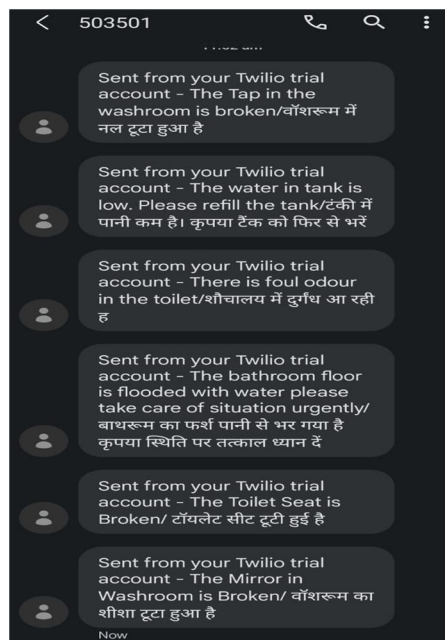 503501
Sent from your Twilio trial
account - The Tap in the
washroom is broken/वॉशरूम में
नल टूटा हुआ है
Sent from your Twilio trial
account - The water in tank is
low. Please refill the tank/टंकी में
पानी कम है। कृपया टैंक को फिर से भरें
Sent from your Twilio trial
account - There is foul odour
in the toilet/शौचालय में दुर्गंध आ रही
ह
Sent from your Twilio trial
account - The bathroom floor
is flooded with water please
take care of situation urgently/
बाथरूम का फर्श पानी से भर गया है
कृपया स्थिति पर तत्काल ध्यान दें
Sent from your Twilio trial
account - The Toilet Seat is
Broken/ टॉयलेट सीट टूटी हुई है
Sent from your Twilio trial
account - The Mirror in
Washroom is Broken/ वॉशरूम का
शीशा टूटा हुआ है
Now